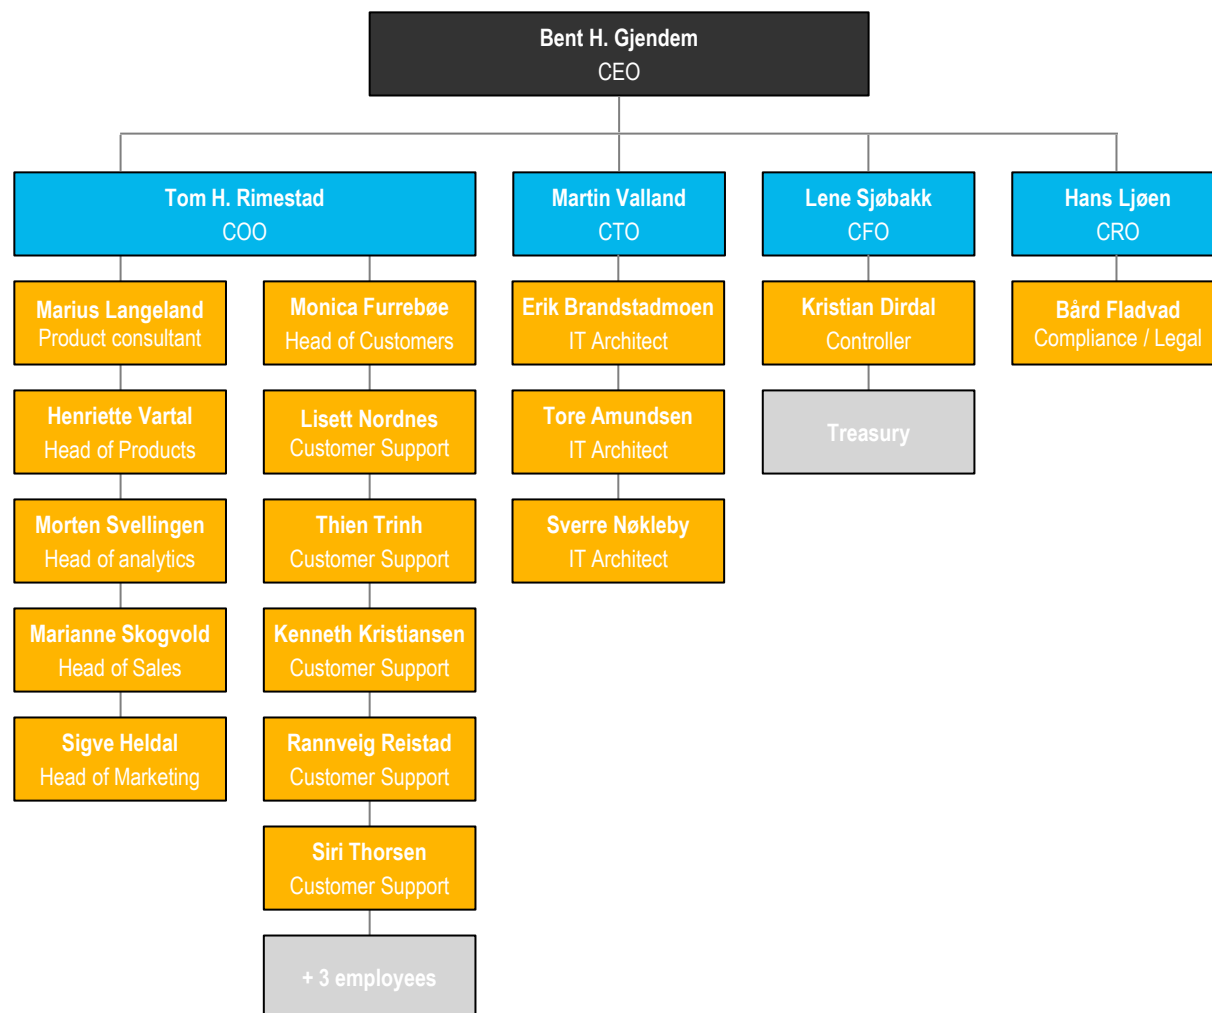 Bent H. Gjendem
CEO
Tom H. Rimestad
COO
Martin Valland
CTO
Lene Sjøbakk
CFO
Hans Ljøen
CRO
Marius Langeland
Product consultant
Monica Furrebøe
Head of Customers
Erik Brandstadmoen
IT Architect
Kristian Dirdal
Controller
Bård Fladvad
Compliance / Legal
Henriette Vartal
Head of Products
Lisett Nordnes
Customer Support
Tore Amundsen
IT Architect
Treasury
Morten Svellingen
Head of analytics
Thien Trinh
Customer Support
Sverre Nøkleby
IT Architect
Marianne Skogvold
Head of Sales
Kenneth Kristiansen
Customer Support
Sigve Heldal
Head of Marketing
Rannveig Reistad
Customer Support
Siri Thorsen
Customer Support
+ 3 employees